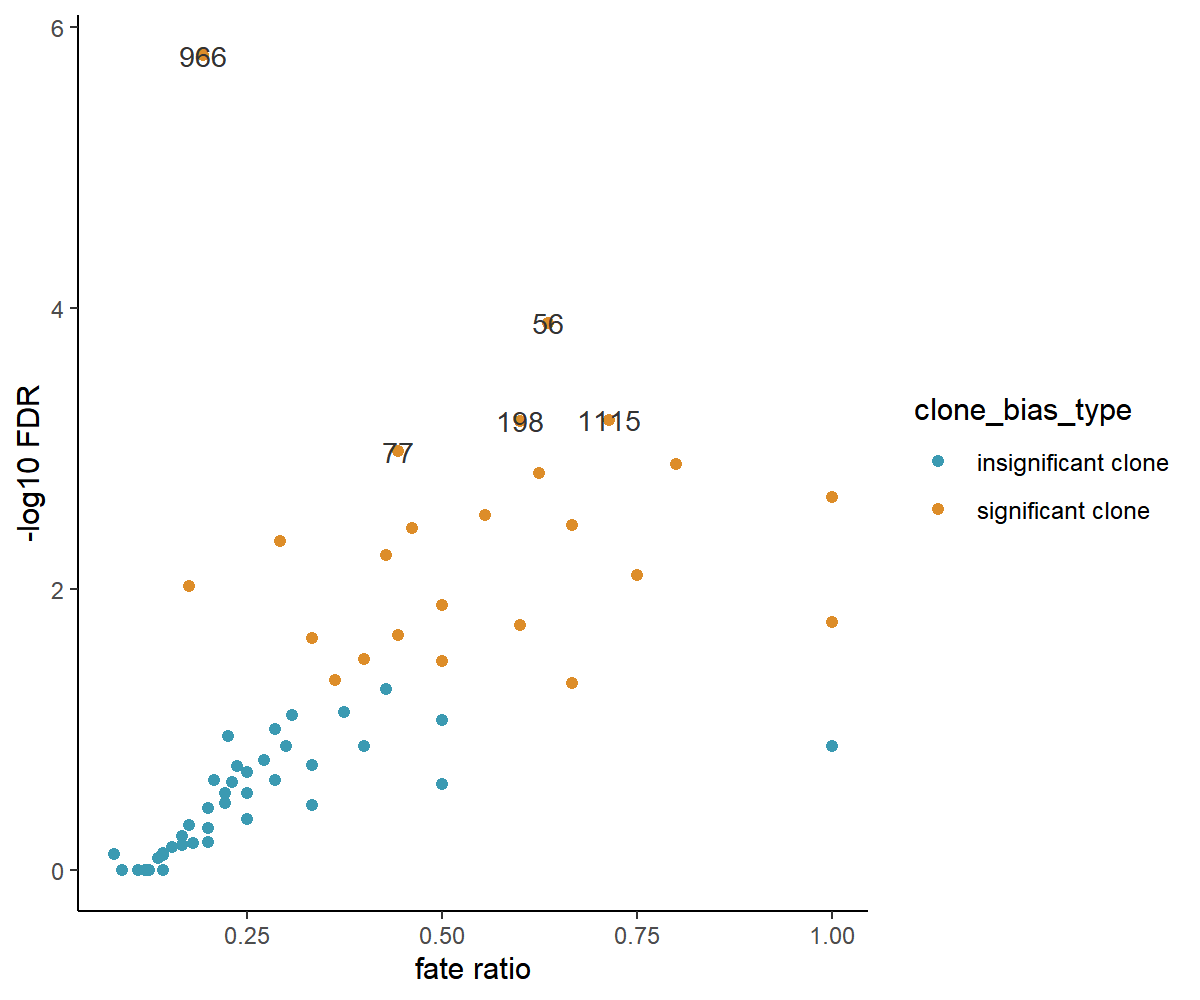 6
966
4
56
198
1115
77
2
0
-log10 FDR
0.25
0.50
0.75
1.00
fate ratio
clone_bias_type
insignificant clone
significant clone